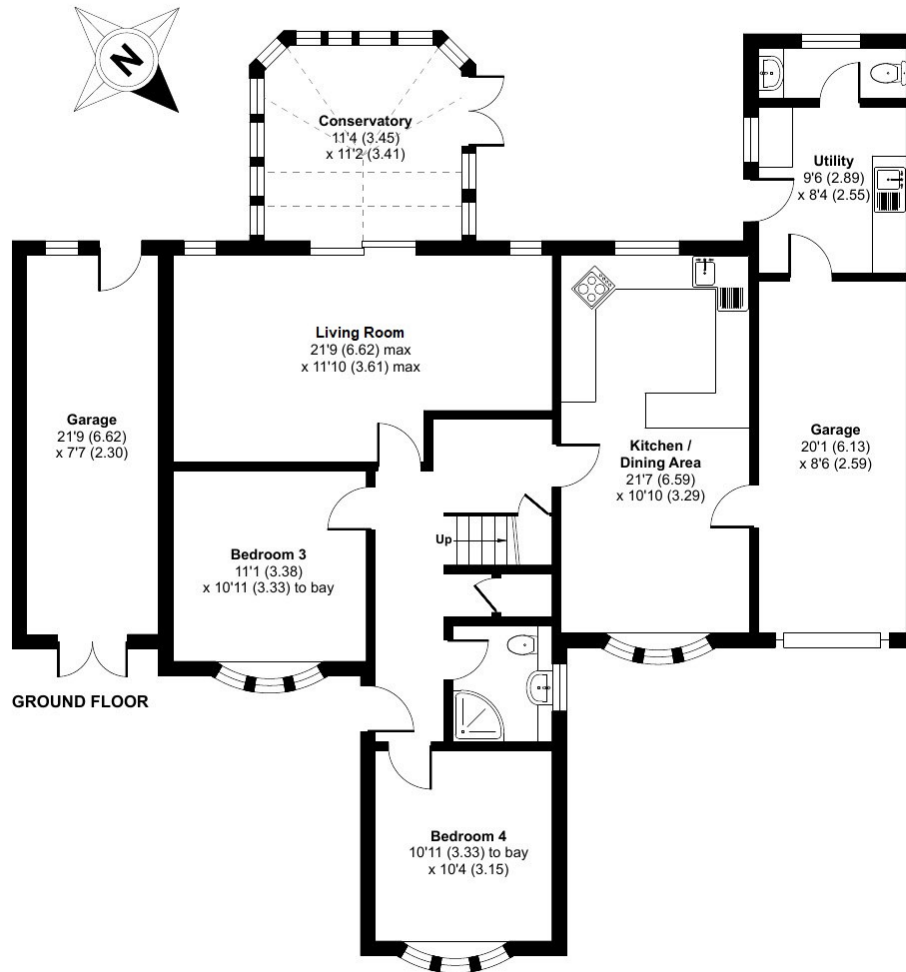 N
Conservatory
11'4 (3.45)
x 11'2 (3.41)
Utility
9'6 (2.89)
x 8'4 (2.55)
Living Room
21'9 (6.62) max
x 11'10 (3.61) max
Garage
21'9 (6.62)
x 7'7 (2.30)
Kitchen /
Dining Area
21'7 (6.59)
x 10'10 (3.29)
Garage
20'1 (6.13)
x 8'6 (2.59)
Up
Bedroom 3
11'1 (3.38)
x 10'11 (3.33) to bay
GROUND FLOOR
Bedroom 4
10'11 (3.33) to bay
x 10'4 (3.15)